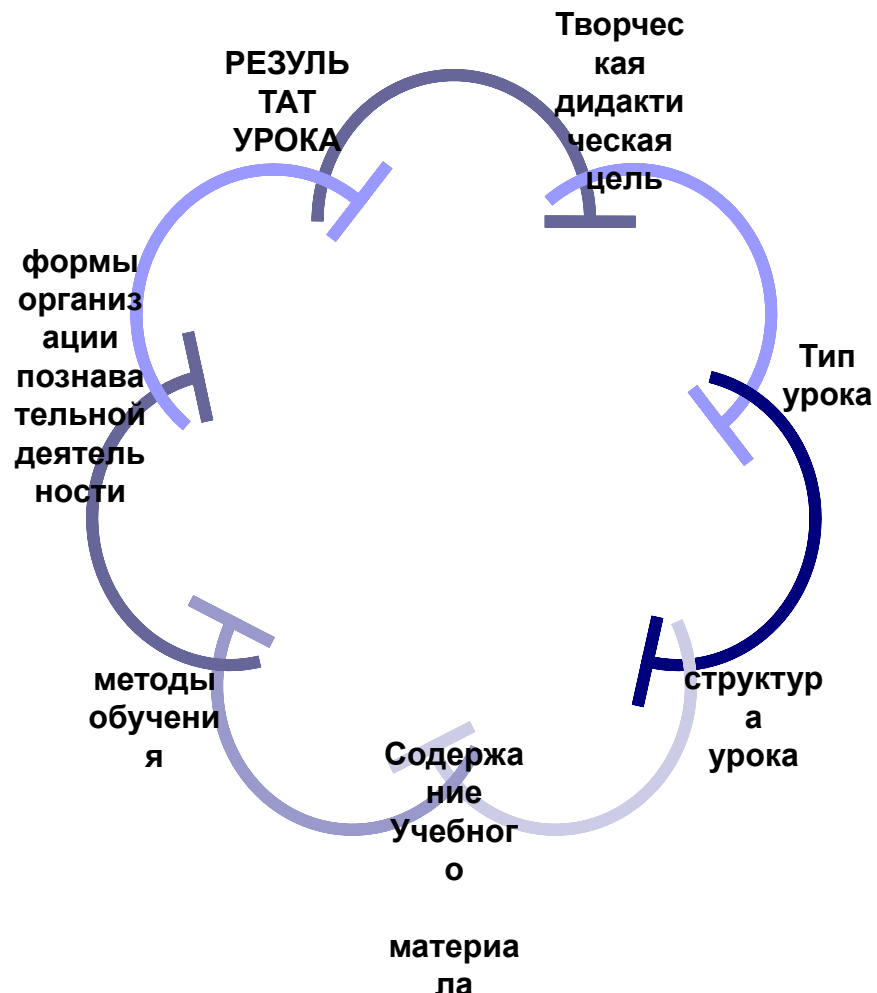 Творчес
кая
дидакти
ческая
цель
РЕЗУЛЬ
ТАТ
УРОКА
формы
организ
ации
познава
тельной
деятель
ности
Тип
урока
методы
обучени
я
структур
а
урока
Содержа
ние
Учебног
о
материа
ла